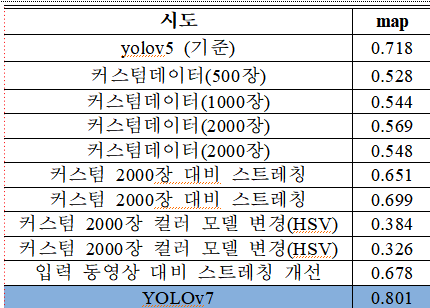 시도 map
yolov5 (기준) 0.718
커스텀데이터(500장) 0.528
커스텀데이터(1000장) 0.544
커스텀데이터(2000장) 0.569
커스텀데이터(2000장) 0.548
커스텀 2000장 대비 스트레칭 0.651
커스텀 2000장 대비 스트레칭 0.699
커스텀 2000장 컬러 모델 변경(HSV) 0.384
커스텀 2000장 컬러 모델 변경(HSV) 0.326
입력 동영상 대비 스트레칭 개선 0.678
YOLOv7 0.801